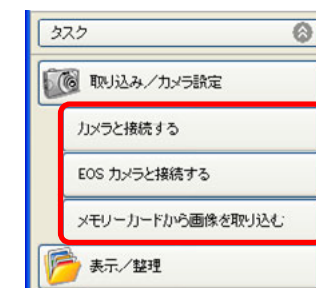 タスク
取り込み／カメラ設定
カメラと接続する
EOS カメラと接続する
メモリーカードから画像を取り込む
表示／整理